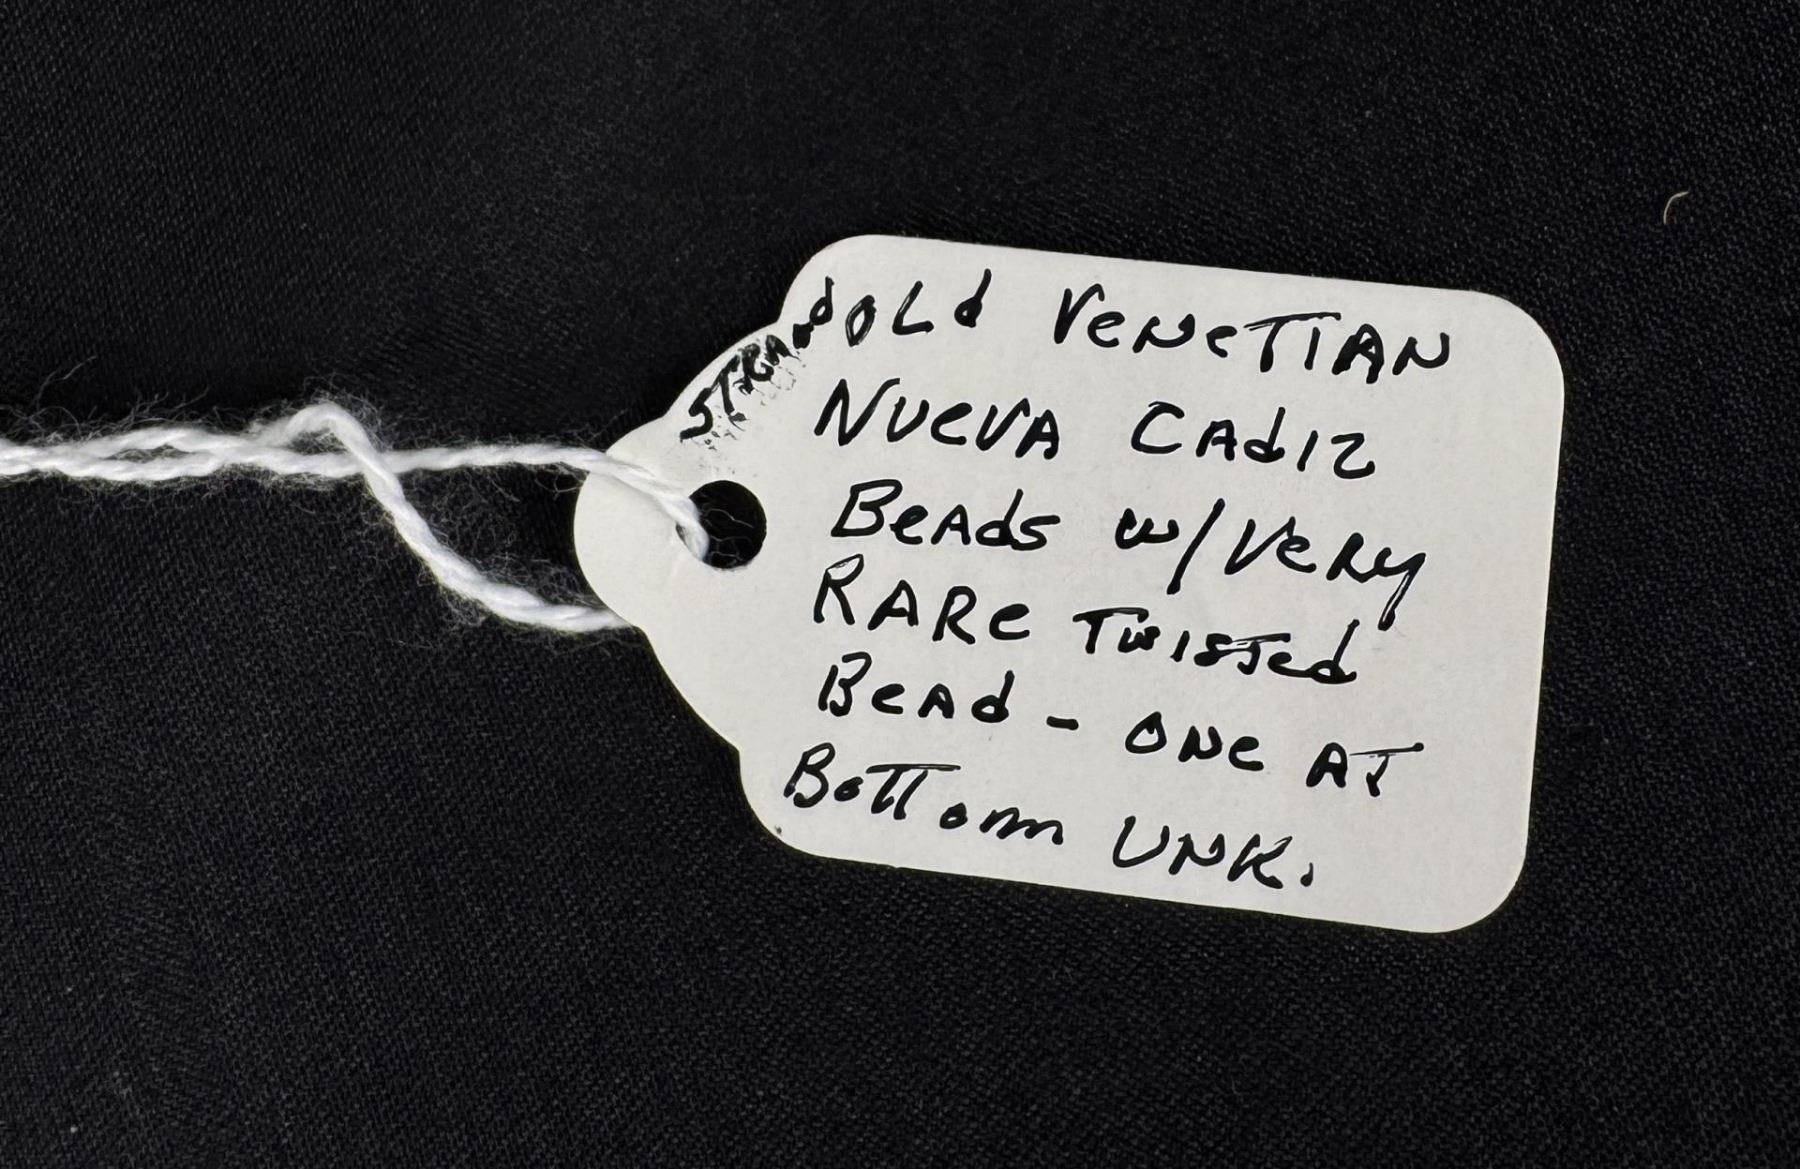 STRAnd OLd VeNeTIAN
NUeVA CAdIZ
BeAds w/ VeRy
RARe TwisTed
BeAd - ONe AT
BoTTom UNK.